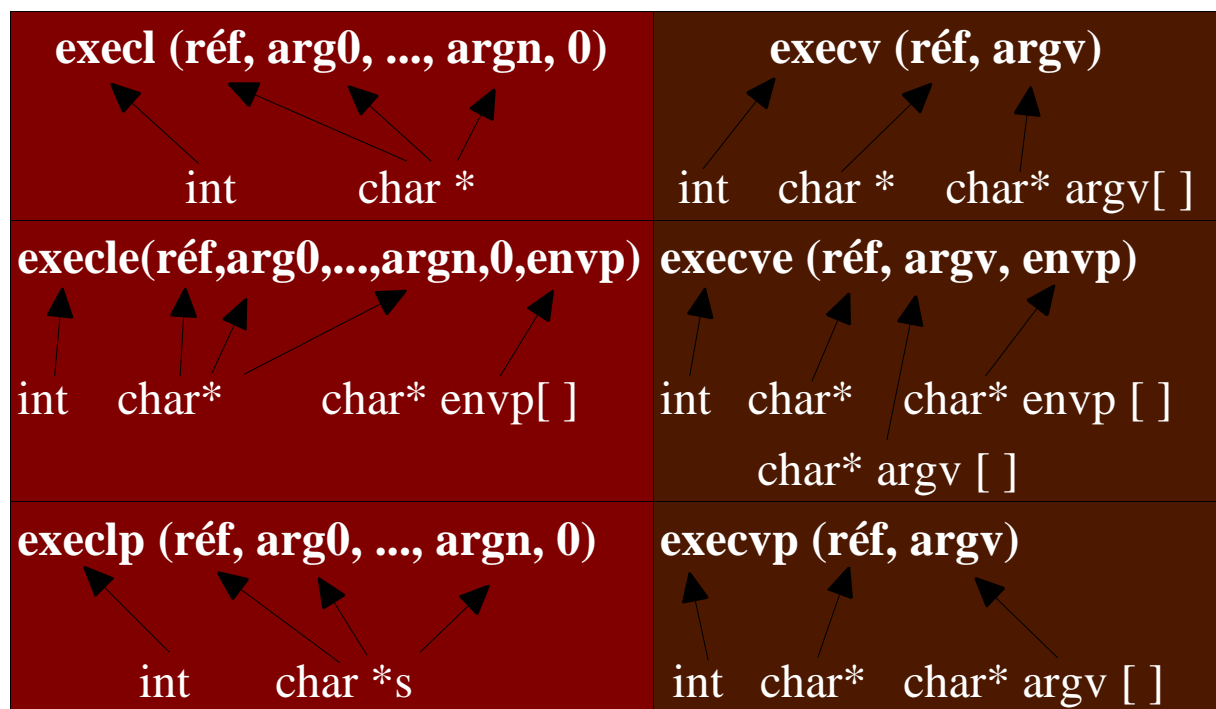 execl (réf, arg0, ..., argn, 0)
int char *
execv (réf, argv)
int char * char* argv[ ]
execle(réf,arg0,...,argn,0,envp)
int char* char* envp[ ]
execve (réf, argv, envp)
int char* char* envp [ ]
char* argv [ ]
execlp (réf, arg0, ..., argn, 0)
int char *s
execvp (réf, argv)
int char* char* argv [ ]